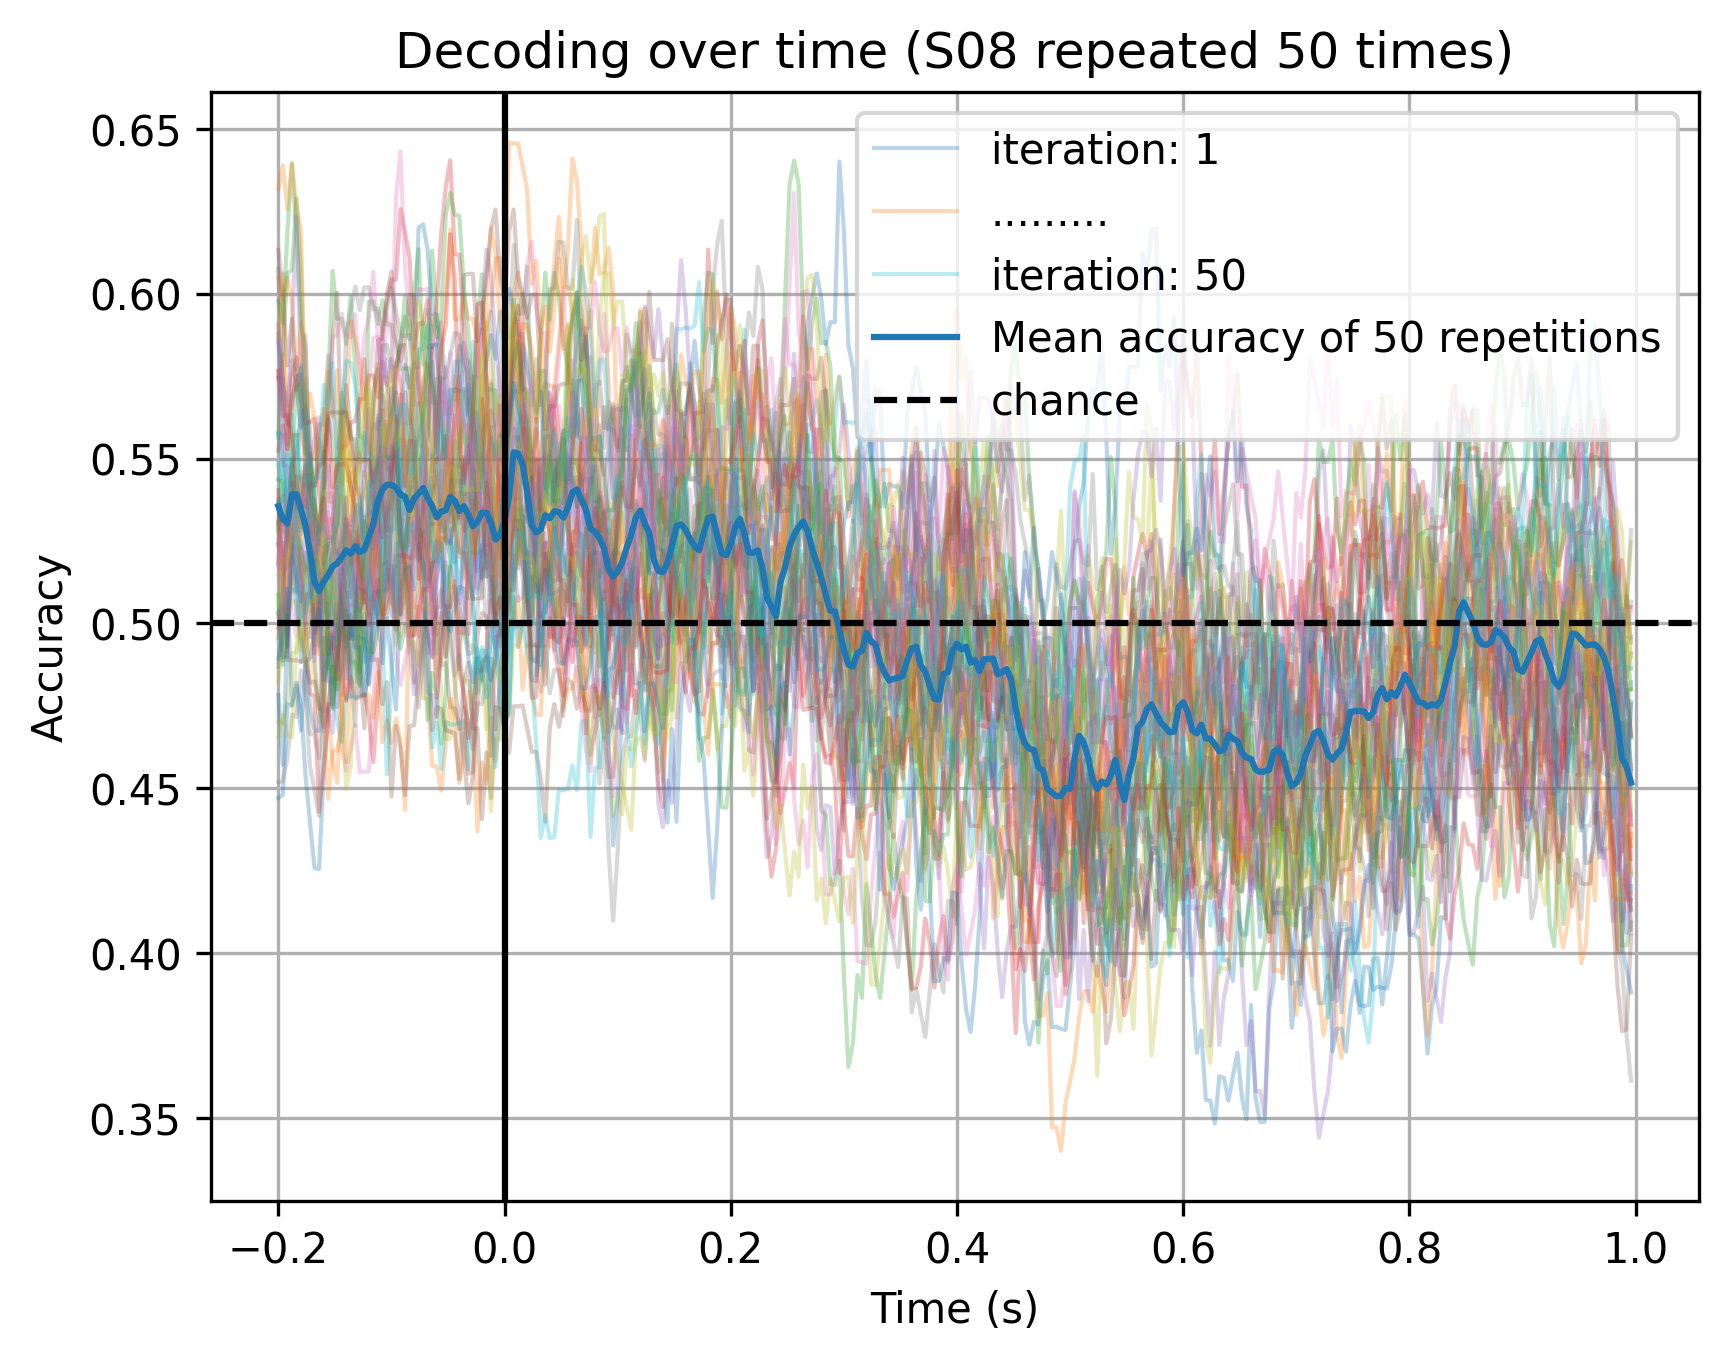 Decoding over time (S08 repeated 50 times)
0.65
0.60
0.55
0.50
0.45
0.40
0.35
Accuracy
iteration: 1
.........
iteration: 50
Mean accuracy of 50 repetitions
chance
−0.2 0.0 0.2 0.4 0.6 0.8 1.0
Time (s)